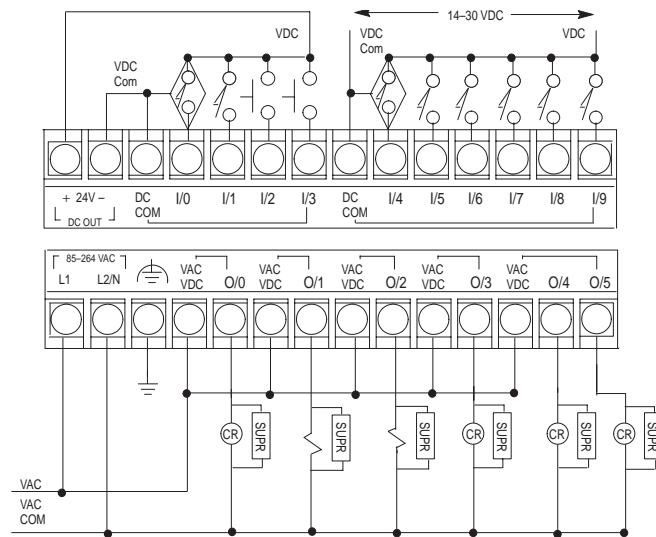 14–30 VDC
VDC
VDC
Com
VDC
VDC
Com
+ 24V –
DC OUT
DC
COM
I/0
I/1
I/2
I/3
DC
COM
I/4
I/5
I/6
I/7
I/8
I/9
85–264 VAC
L1
L2/N
VAC
VDC
O/0
VAC
VDC
O/1
VAC
VDC
O/2
VAC
VDC
O/3
VAC
VDC
O/4
O/5
CR
SUPR
SUPR
SUPR
CR
SUPR
CR
SUPR
CR
SUPR
VAC
VAC
COM